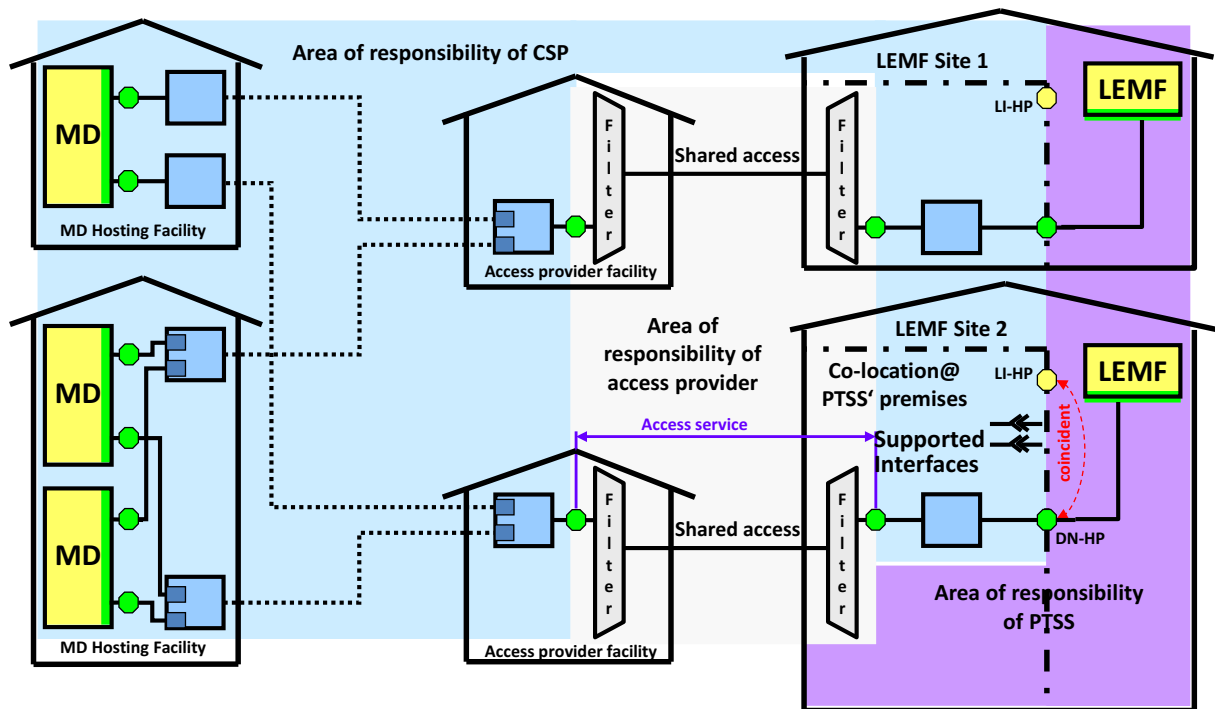 Area of responsibility of CSP
LEMF Site 1
LI-HP
LEMF
MD
MD Hosting Facility
Filter
Shared access
Filter
Access provider facility
Area of
responsibility of
access provider
LEMF Site 2
LI-HP
LEMF
Co-location@
PTSS‘ premises
Access service
Supported
Interfaces
coincident
MD
MD
MD Hosting Facility
Filter
Shared access
Filter
DN-HP
Access provider facility
Area of responsibility
of PTSS